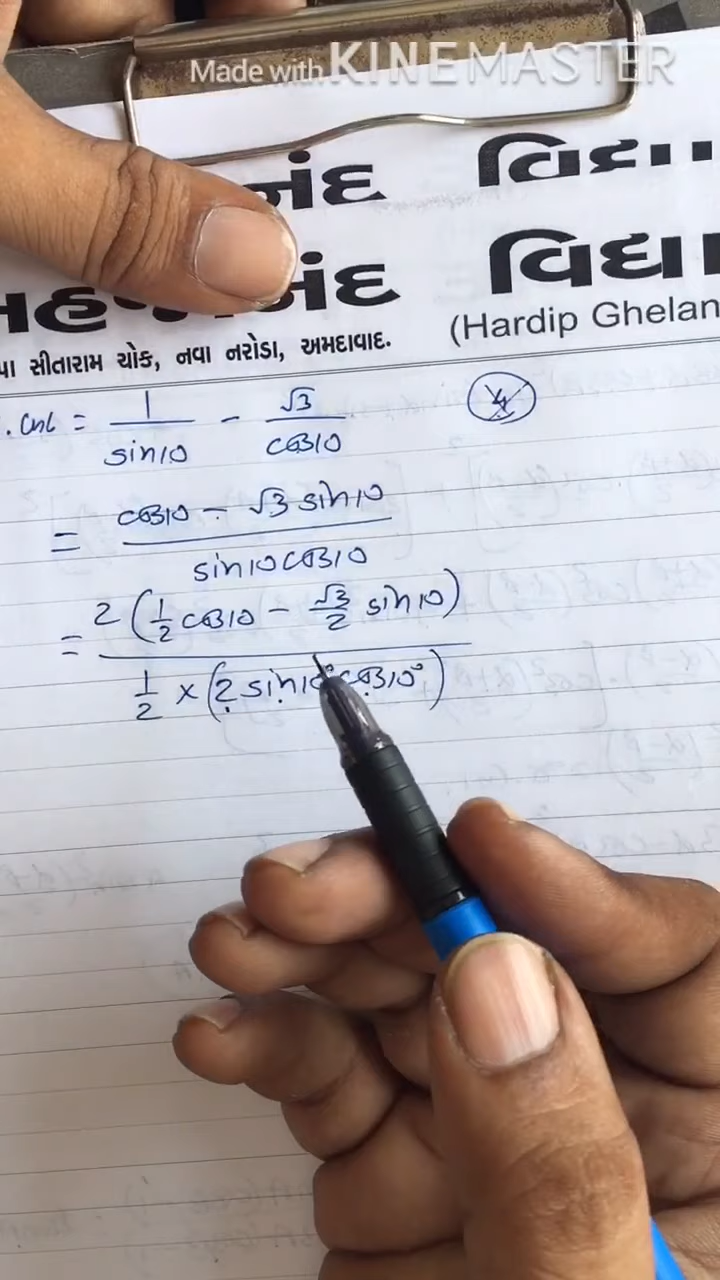 Made with KINEMASTER
નંદ વિદ્યા
નંદ વિદ્યા
(Hardip Ghelan
પા સીતારામ ચોક, નવા નરોડા, અમદાવાદ.
= 1/sin10 - √3/cos10
4
= (cos10 - √3 sin10)/(sin10 cos10)
= 2(1/2 cos10 - √3/2 sin10)/(1/2 × (2 sin10° cos10°))